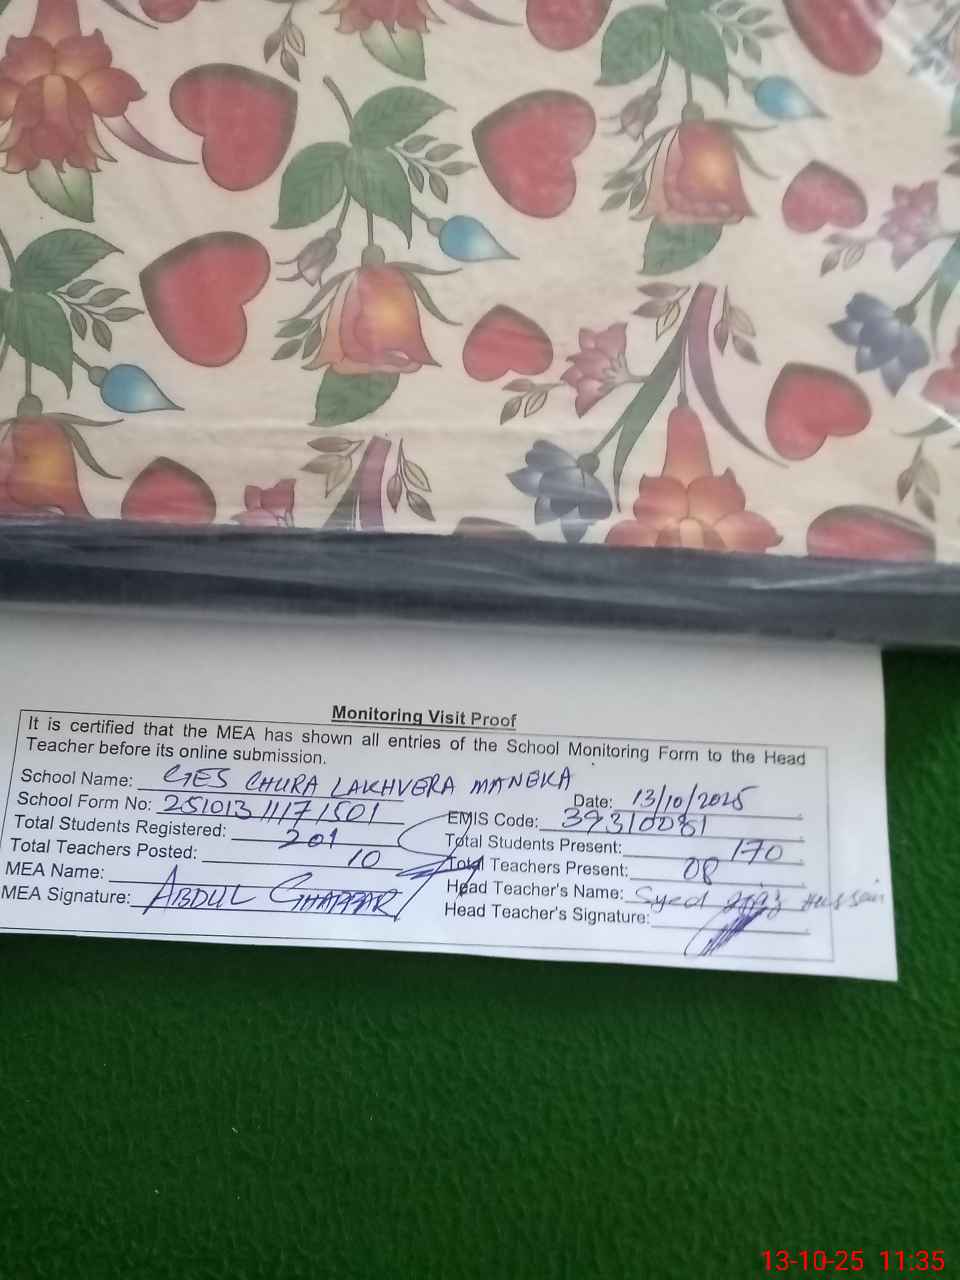 Monitoring Visit Proof
It is certified that the MEA has shown all entries of the School Monitoring Form to the Head
Teacher before its online submission.
School Name: GES CHURA LAKHVERA MANEKA
Date: 13/10/2025
School Form No: 25101311171501
EMIS Code: 39310081
Total Students Registered: 201
Total Students Present: 170
Total Teachers Posted: 10
Total Teachers Present: 08
MEA Name: ABDUL GHAFFAR
Head Teacher's Name: Syed Hussain
MEA Signature:
Head Teacher's Signature:
13-10-25 11:35